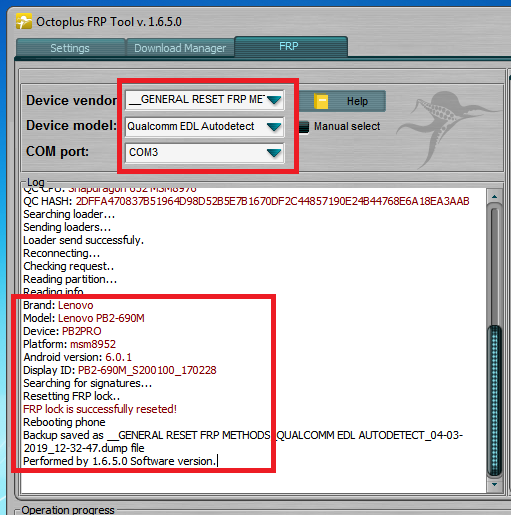 Octoplus FRP Tool v. 1.6.5.0
Settings
Download Manager
FRP
Device vendor
__GENERAL RESET FRP MET
Help
Device model:
Qualcomm EDL Autodetect
Manual select
COM port:
COM3
Log
QC CPU: Snapdragon 652 MSM8976
QC HASH: 2DFFA470837B51964D98D52B5E7B1670DF2C44857190E24B44768E6A18EA3AAB
Searching loader...
Sending loaders...
Loader send successfuly.
Reconnecting...
Checking request..
Reading partition...
Reading info
Brand: Lenovo
Model: Lenovo PB2-690M
Device: PB2PRO
Platform: msm8952
Android version: 6.0.1
Display ID: PB2-690M_S200100_170228
Searching for signatures...
Resetting FRP lock..
FRP lock is successfully reseted!
Rebooting phone
Backup saved as __GENERAL RESET FRP METHODS_QUALCOMM EDL AUTODETECT_04-03-
2019_12-32-47.dump file
Performed by 1.6.5.0 Software version.
Operation progress